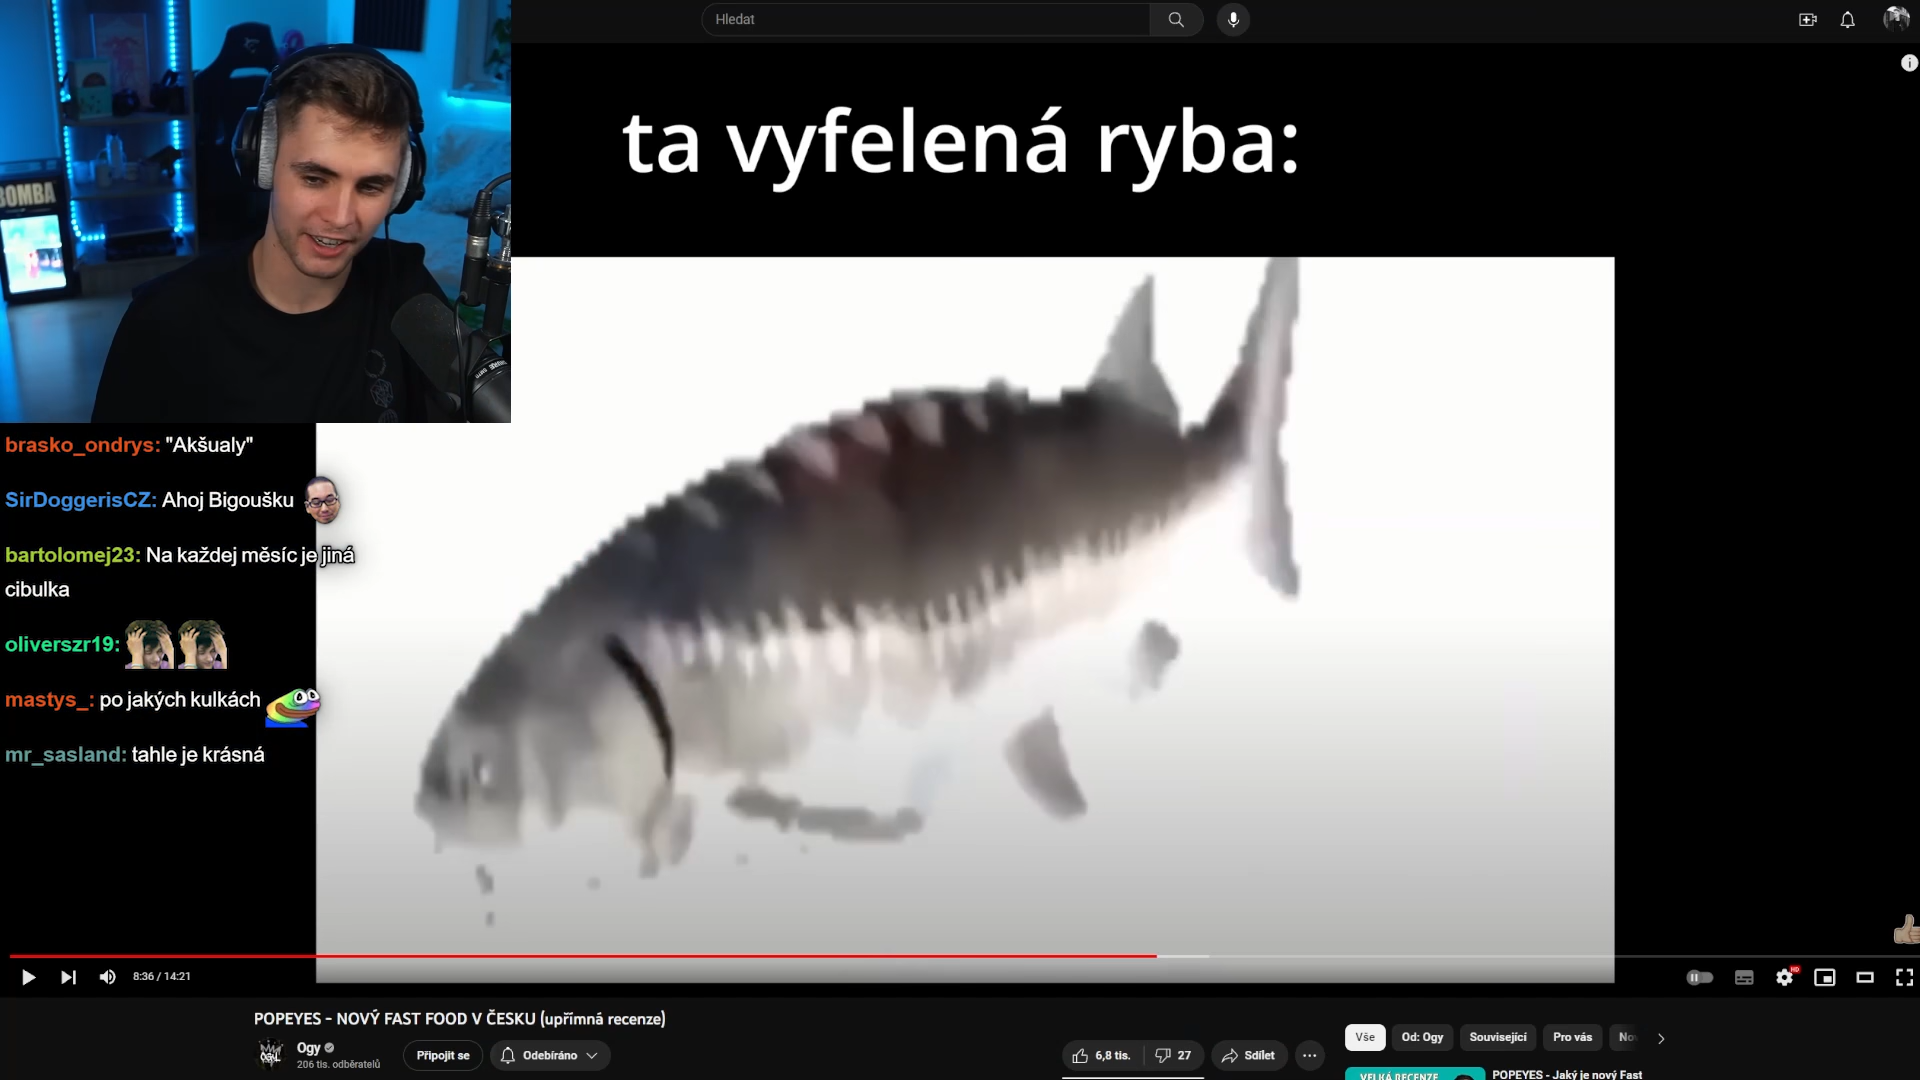 Hledat
ta vyfelená ryba:
BOMBA
brasko_ondrys: "Akšualy"
SirDoggerisCZ: Ahoj Bigoušku
bartolomej23: Na každej měsíc je jiná
cibulka
oliverszr19:
mastys_: po jakých kulkách
mr_sasland: tahle je krásná
8:36 / 14:21
HD
POPEYES - NOVÝ FAST FOOD V ČESKU (upřímná recenze)
Ogy
206 tis. odběratelů
Připojit se
Odebíráno
6,8 tis.
27
Sdílet
Vše
Od: Ogy
Související
Pro vás
VELKÁ RECENZE
POPEYES - Jaký je nový Fast